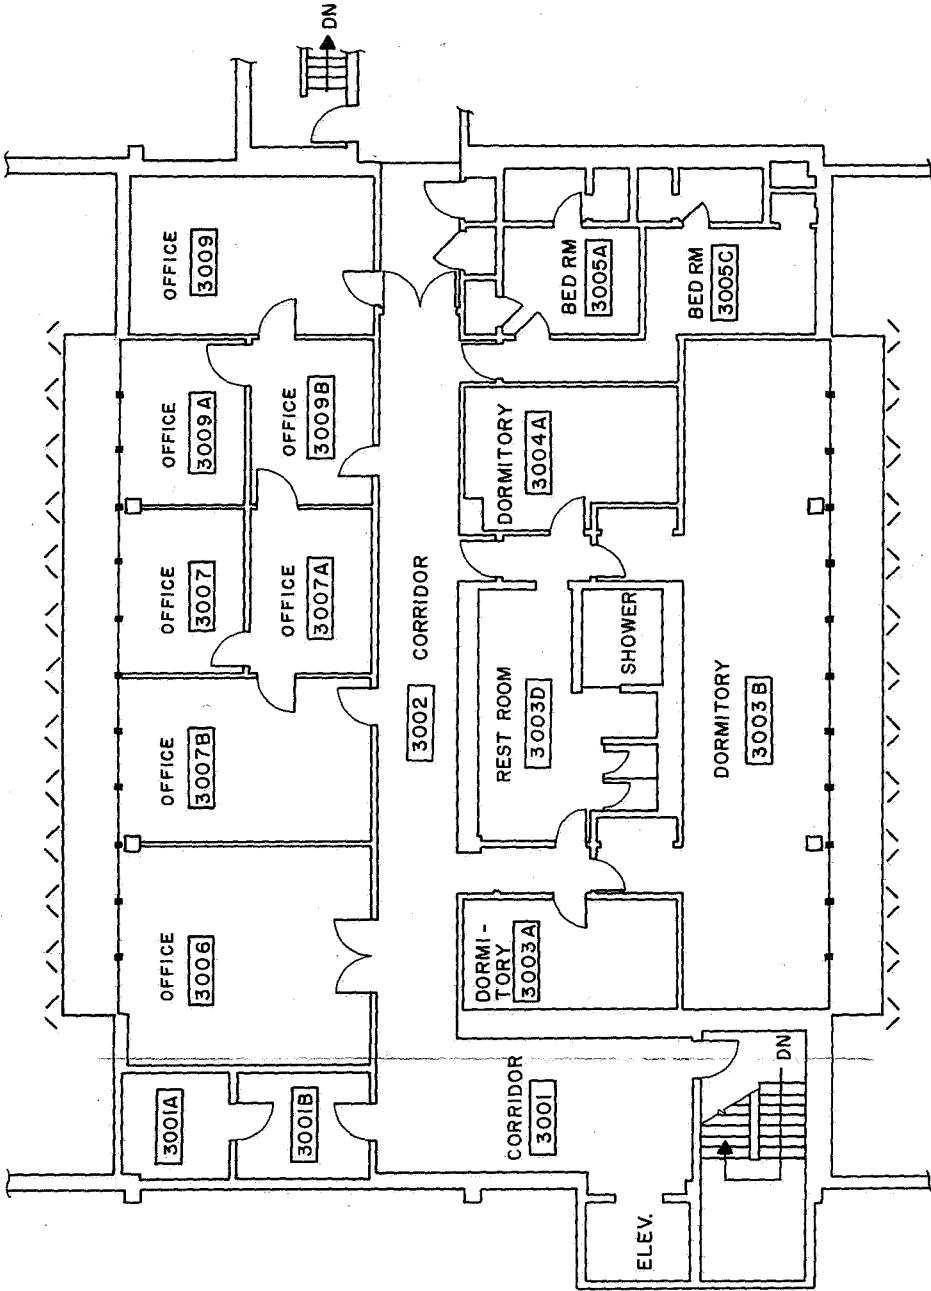 DN
OFFICE
3009
OFFICE
3009A
OFFICE
3009B
OFFICE
3007
OFFICE
3007A
OFFICE
3007B
OFFICE
3006
3001A
3001B
CORRIDOR
3002
CORRIDOR
3001
BED RM
3005A
BED RM
3005C
DORMITORY
3004A
SHOWER
REST ROOM
3003D
DORMITORY
3003B
DORMI-
TORY
3003A
DN
ELEV.